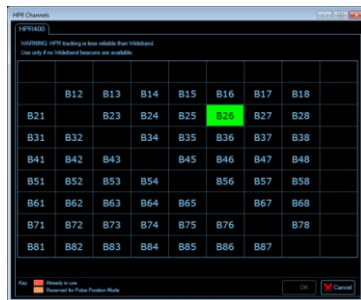 HPR Channels
HPR400
WARNING: HPR tracking is less reliable than Wideband.
Use only if no Wideband beacons are available.
B12 B13 B14 B15 B16 B17 B18
B21 B23 B24 B25 B26 B27 B28
B31 B32 B34 B35 B36 B37 B38
B41 B42 B43 B45 B46 B47 B48
B51 B52 B53 B54 B56 B57 B58
B61 B62 B63 B64 B65 B67 B68
B71 B72 B73 B74 B75 B76 B78
B81 B82 B83 B84 B85 B86 B87
Key Already in use
Reserved for Pulse Position Mode
OK Cancel